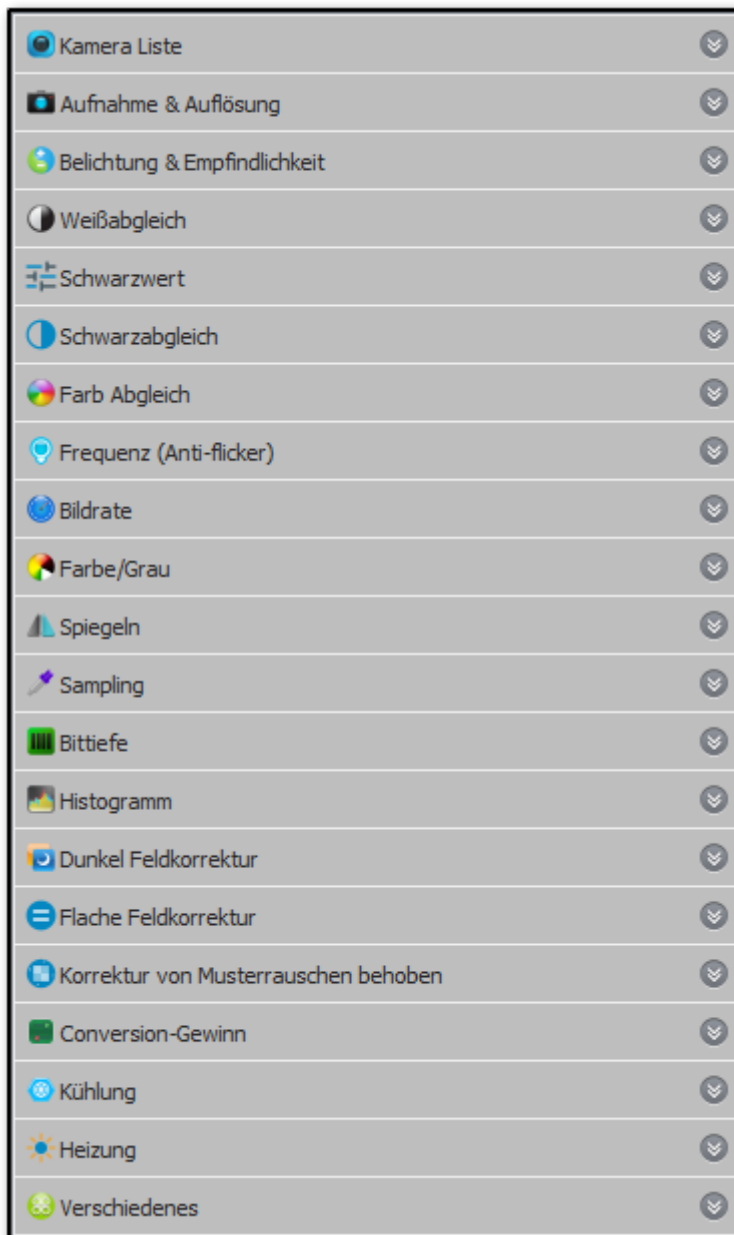 Kamera Liste
Aufnahme & Auflösung
Belichtung & Empfindlichkeit
Weißabgleich
Schwarzwert
Schwarzabgleich
Farb Abgleich
Frequenz (Anti-flicker)
Bildrate
Farbe/Grau
Spiegeln
Sampling
Bittiefe
Histogramm
Dunkel Feldkorrektur
Flache Feldkorrektur
Korrektur von Musterrauschen behoben
Conversion-Gewinn
Kühlung
Heizung
Verschiedenes